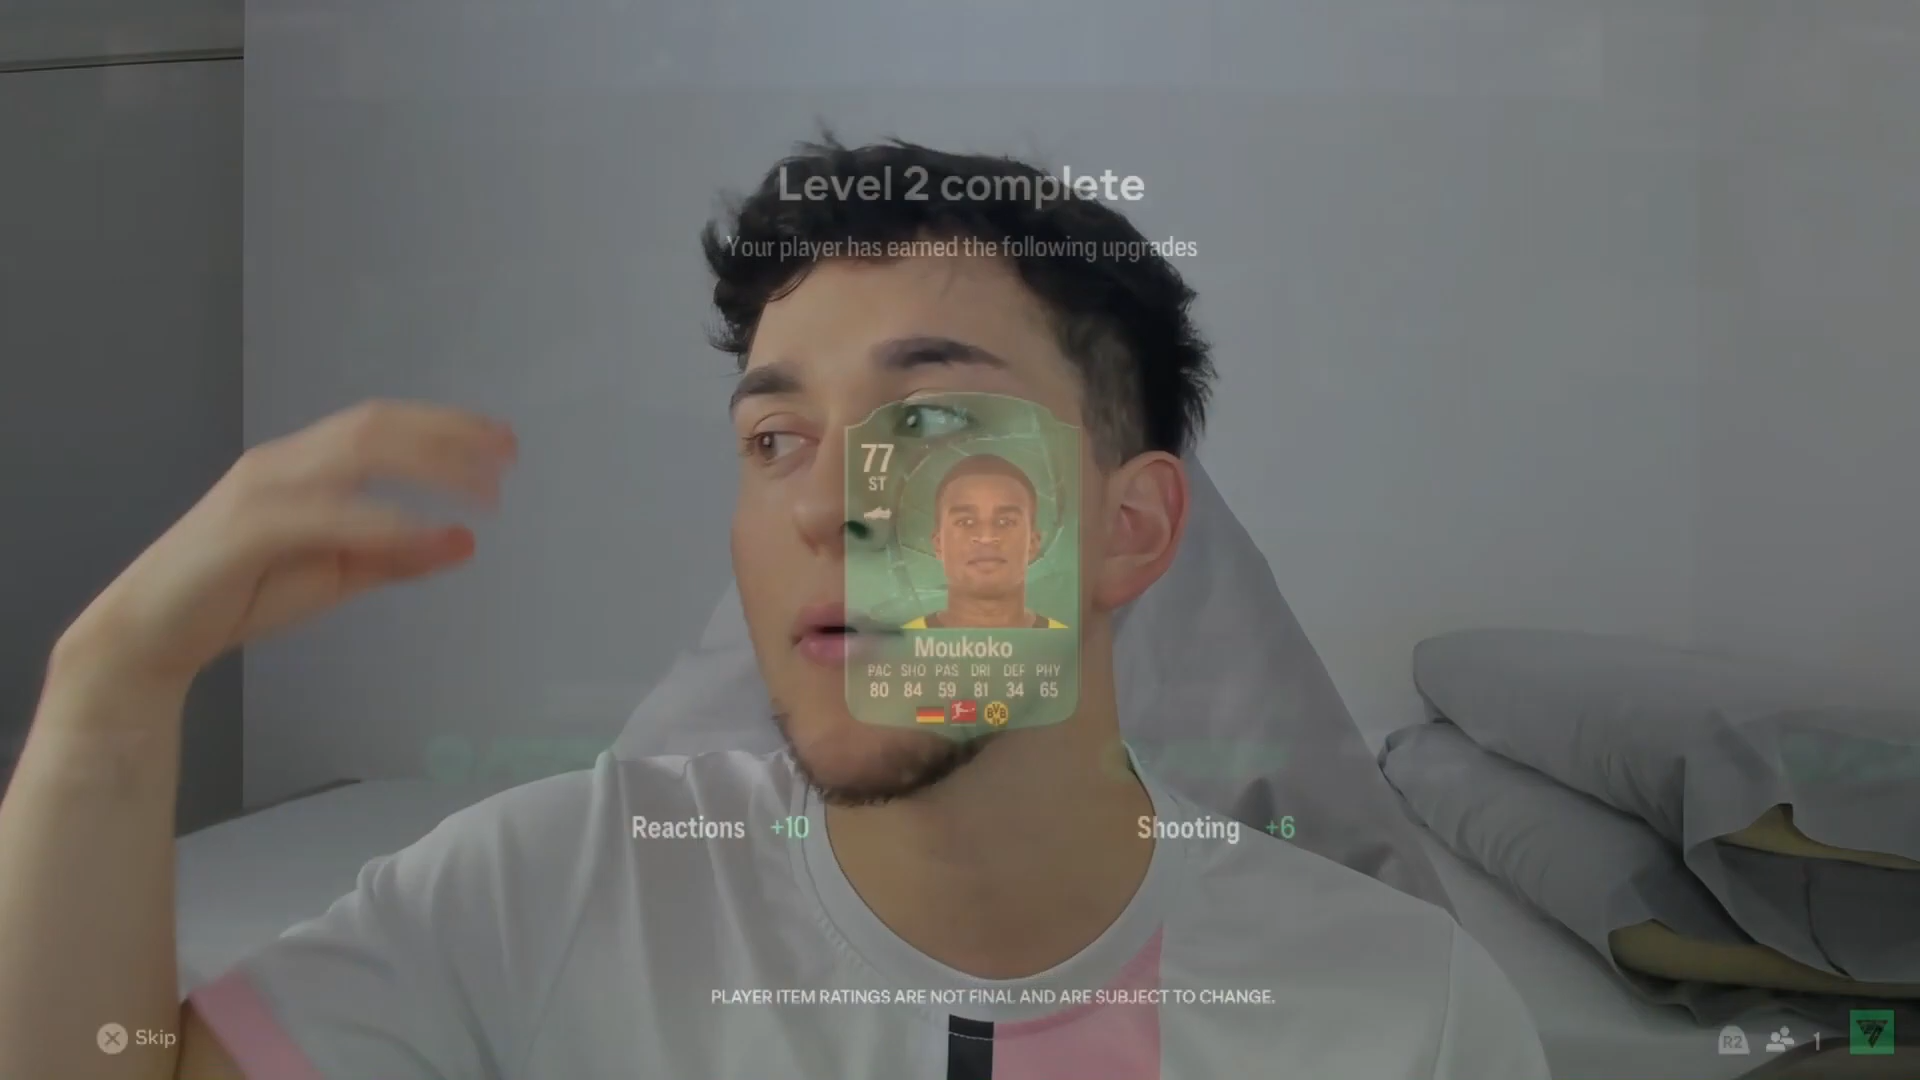 Level 2 complete
Your player has earned the following upgrades
77
ST
Moukoko
PAC SHO PAS DRI DEF PHY
80 84 59 81 34 65
BVB
Reactions +10
Shooting +6
PLAYER ITEM RATINGS ARE NOT FINAL AND ARE SUBJECT TO CHANGE.
Skip
R2 1